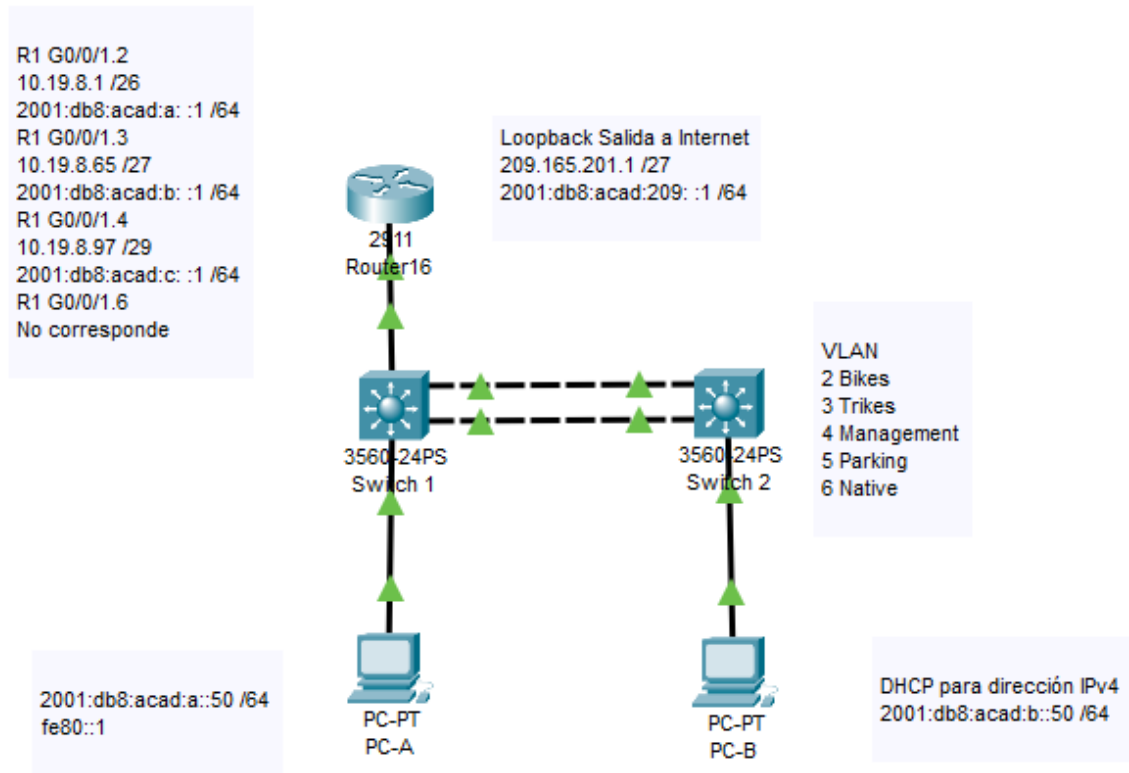 R1 G0/0/1.2
10.19.8.1 /26
2001:db8:acad:a: :1 /64
R1 G0/0/1.3
10.19.8.65 /27
2001:db8:acad:b: :1 /64
R1 G0/0/1.4
10.19.8.97 /29
2001:db8:acad:c: :1 /64
R1 G0/0/1.6
No corresponde
Loopback Salida a Internet
209.165.201.1 /27
2001:db8:acad:209: :1 /64
2911
Router16
3560-24PS
Switch 1
3560-24PS
Switch 2
VLAN
2 Bikes
3 Trikes
4 Management
5 Parking
6 Native
2001:db8:acad:a::50 /64
fe80::1
PC-PT
PC-A
PC-PT
PC-B
DHCP para dirección IPv4
2001:db8:acad:b::50 /64